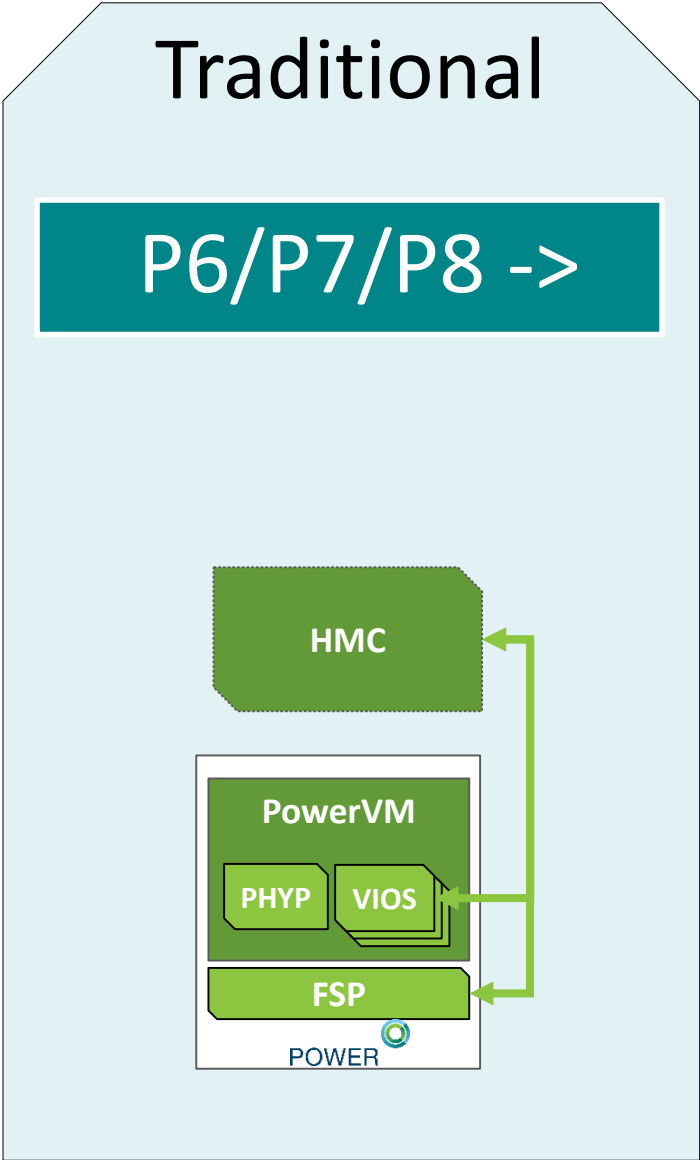 Traditional
P6/P7/P8 ->
HMC
PowerVM
PHYP
VIOS
FSP
POWER